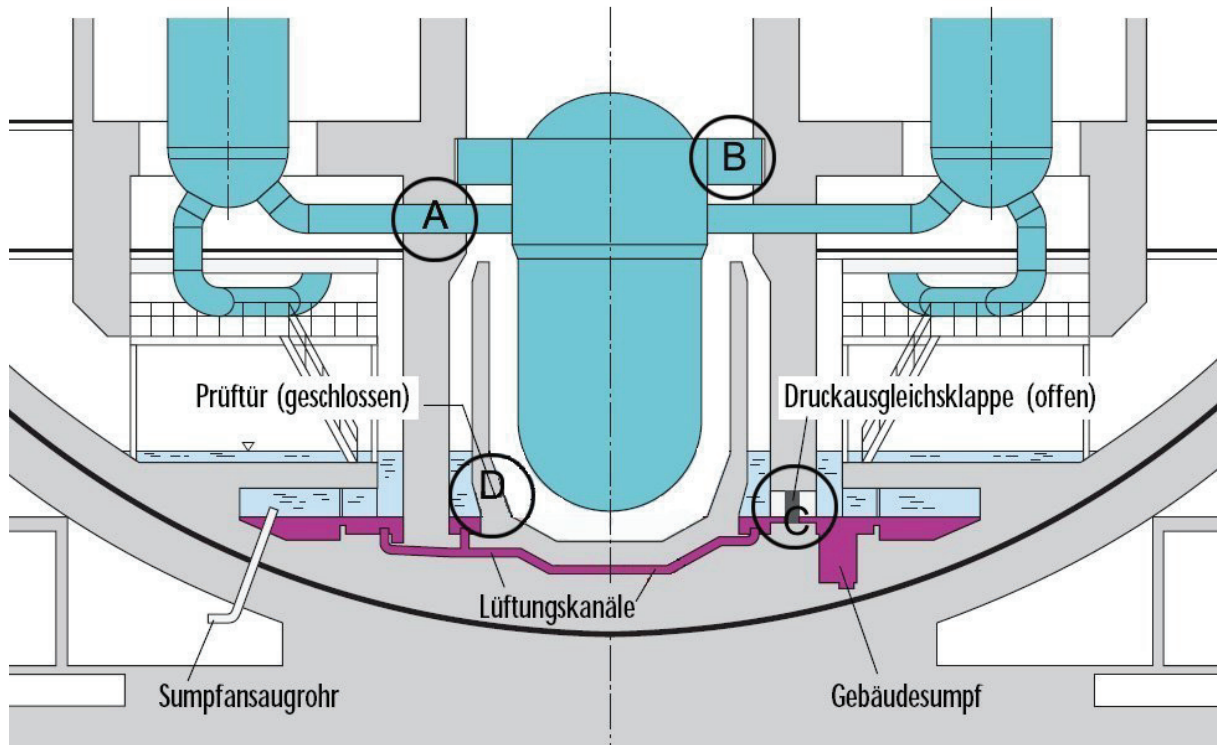 B
A
Prüftür (geschlossen)
Druckausgleichsklappe (offen)
D
C
Lüftungskanäle
Sumpfansaugrohr
Gebäudesumpf